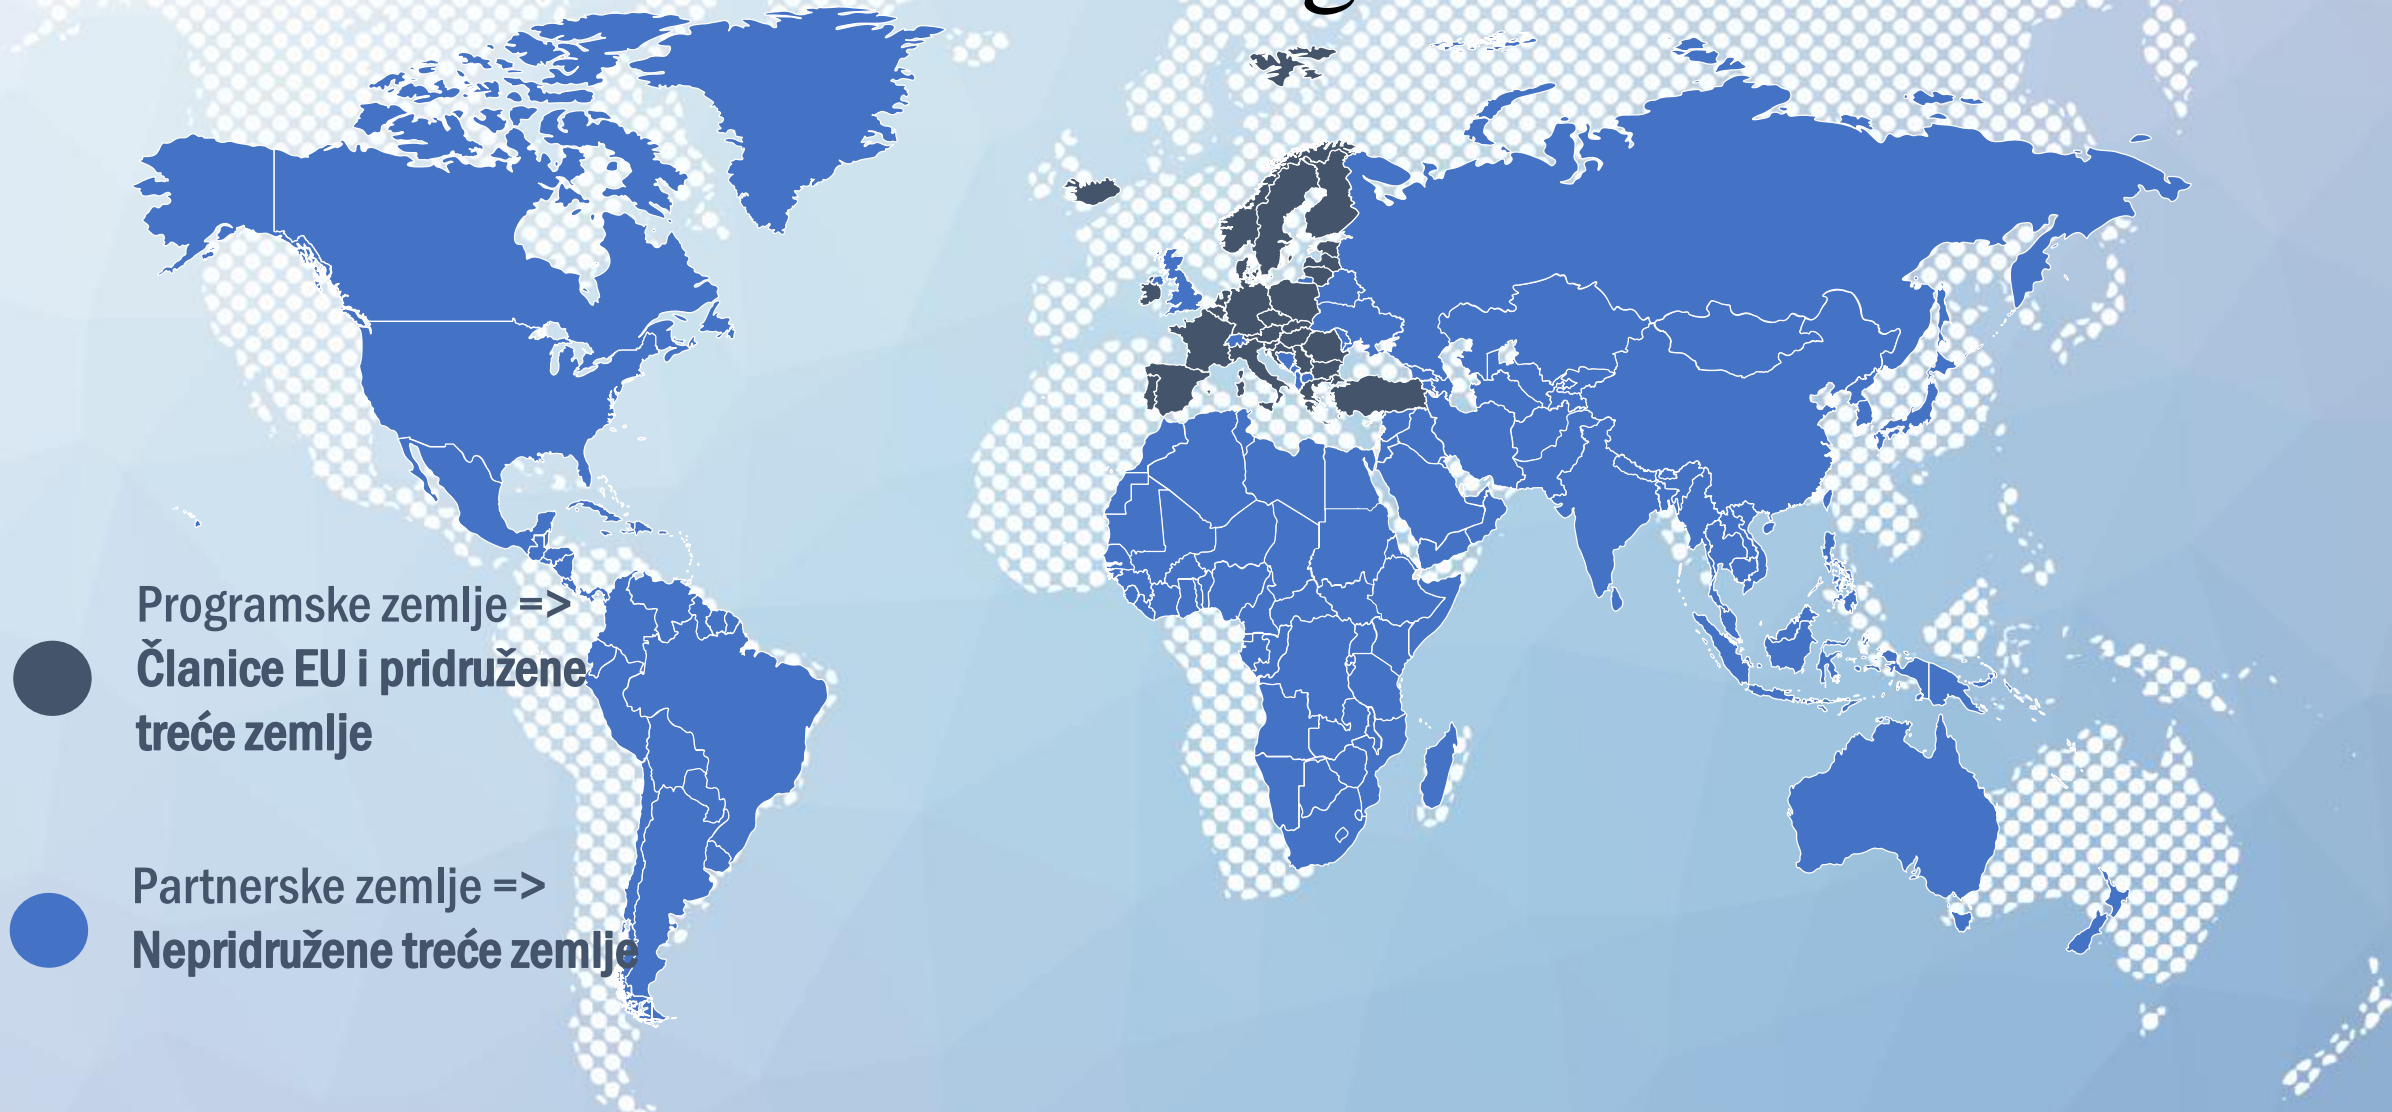 Programske zemlje =>
Članice EU i pridružene
treće zemlje
Partnerske zemlje =>
Nepridružene treće zemlje